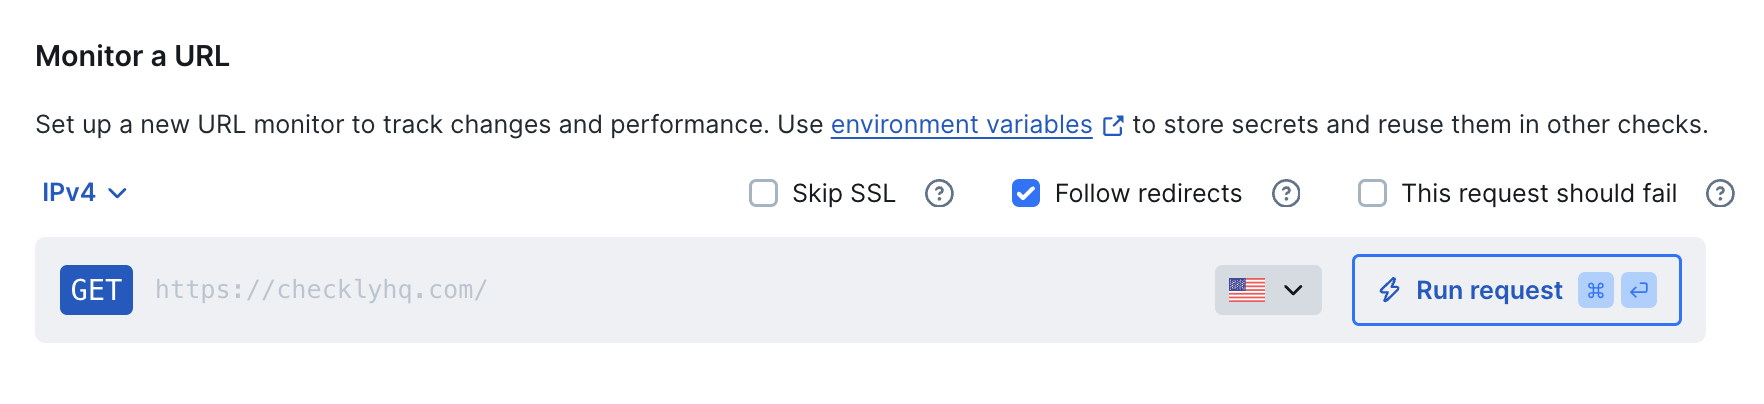 Monitor a URL
Set up a new URL monitor to track changes and performance. Use environment variables to store secrets and reuse them in other checks.
IPv4 Skip SSL ? Follow redirects ? This request should fail ?
GET https://checklyhq.com/ Run request ⌘ ↵